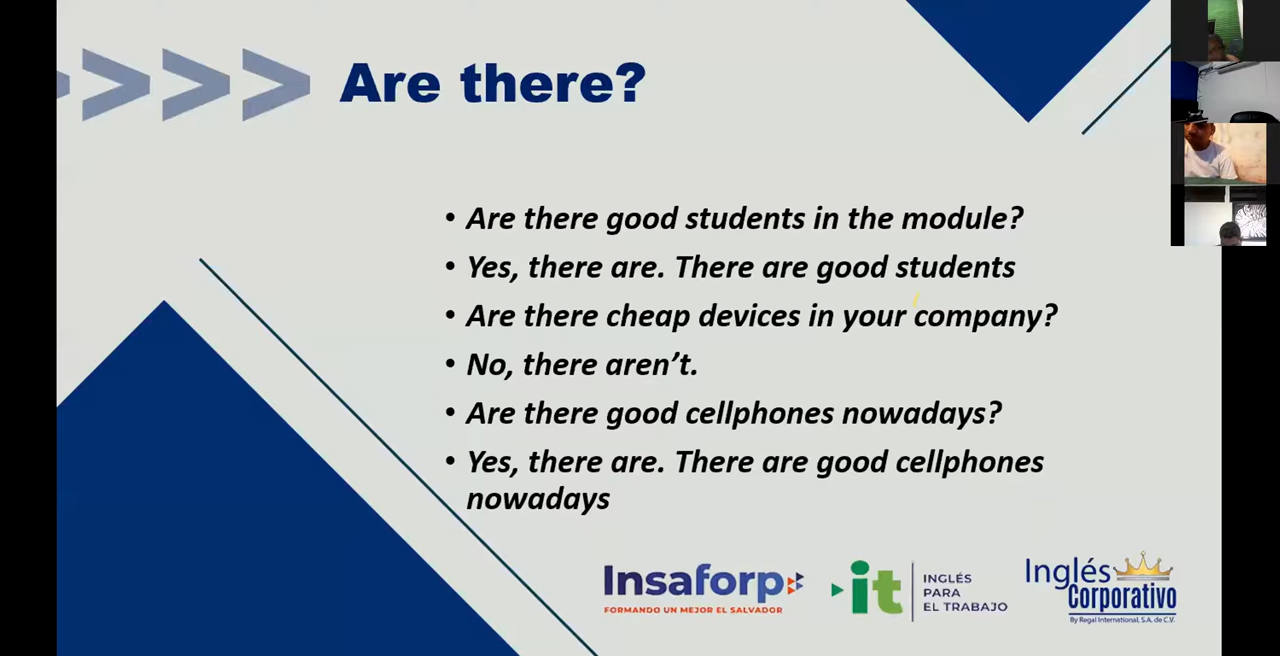 Are there?
• Are there good students in the module?
• Yes, there are. There are good students
• Are there cheap devices in your company?
• No, there aren’t.
• Are there good cellphones nowadays?
• Yes, there are. There are good cellphones
nowadays
Insaforp
FORMANDO UN MEJOR EL SALVADOR
it
INGLÉS
PARA
EL TRABAJO
Inglés
Corporativo
By Regal International, S.A. de C.V.